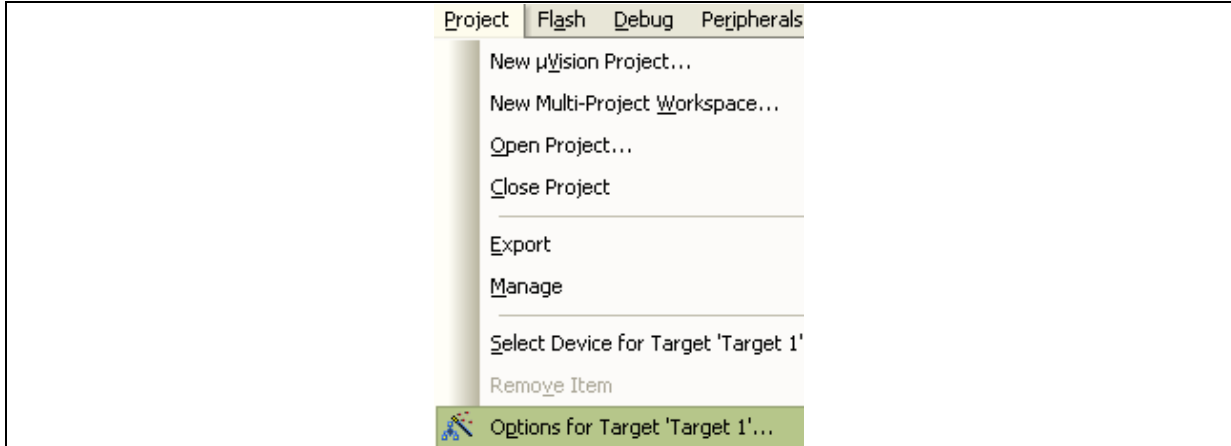 Project Flash Debug Peripherals
New µVision Project...
New Multi-Project Workspace...
Open Project...
Close Project
Export
Manage
Select Device for Target 'Target 1'
Remove Item
Options for Target 'Target 1'...